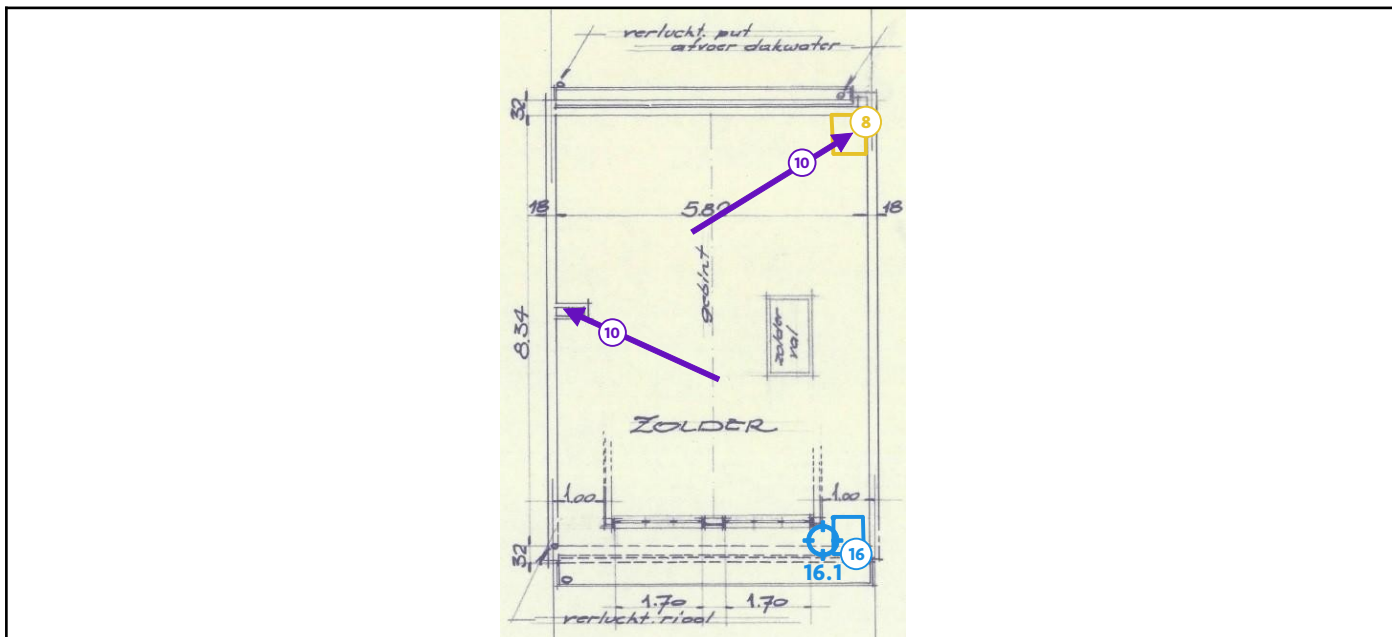 verlucht. put
afvoer dakwater
32
8
10
18
5.80
18
gebint
8.34
10
zolder
val
ZOLDER
1.00
1.00
32
16
16.1
1.70
1.70
verlucht. riool